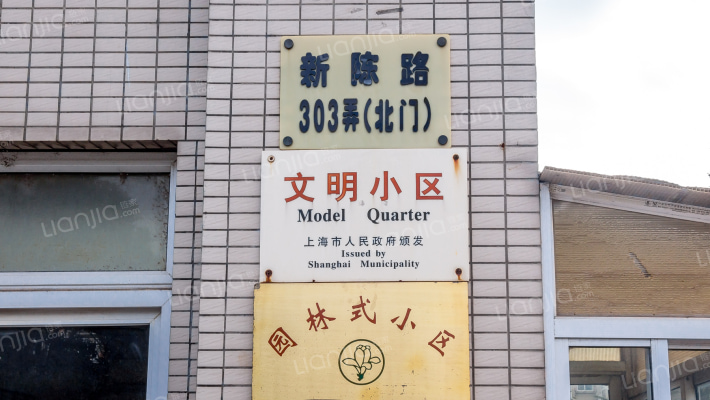 新陈路
303弄(北门)
文明小区
Model Quarter
上海市人民政府颁发
Issued by
Shanghai Municipality
园林式小区
lianjia